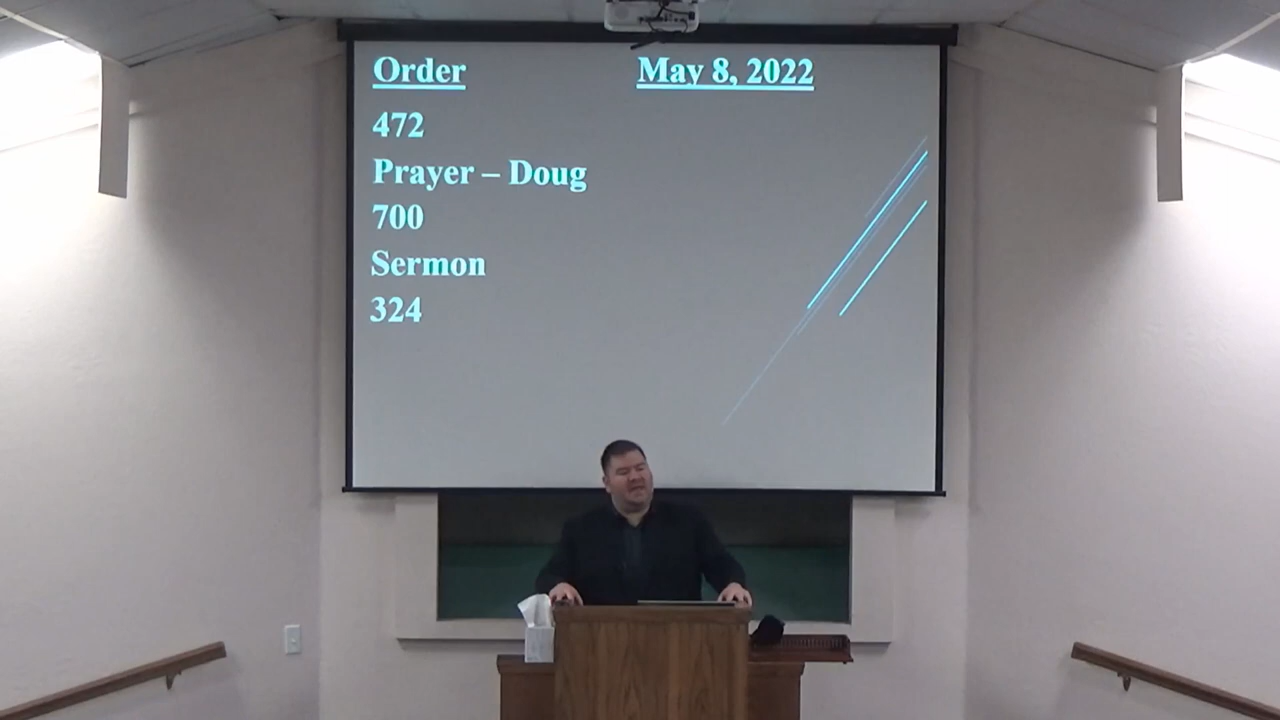 Order May 8, 2022
472
Prayer – Doug
700
Sermon
324